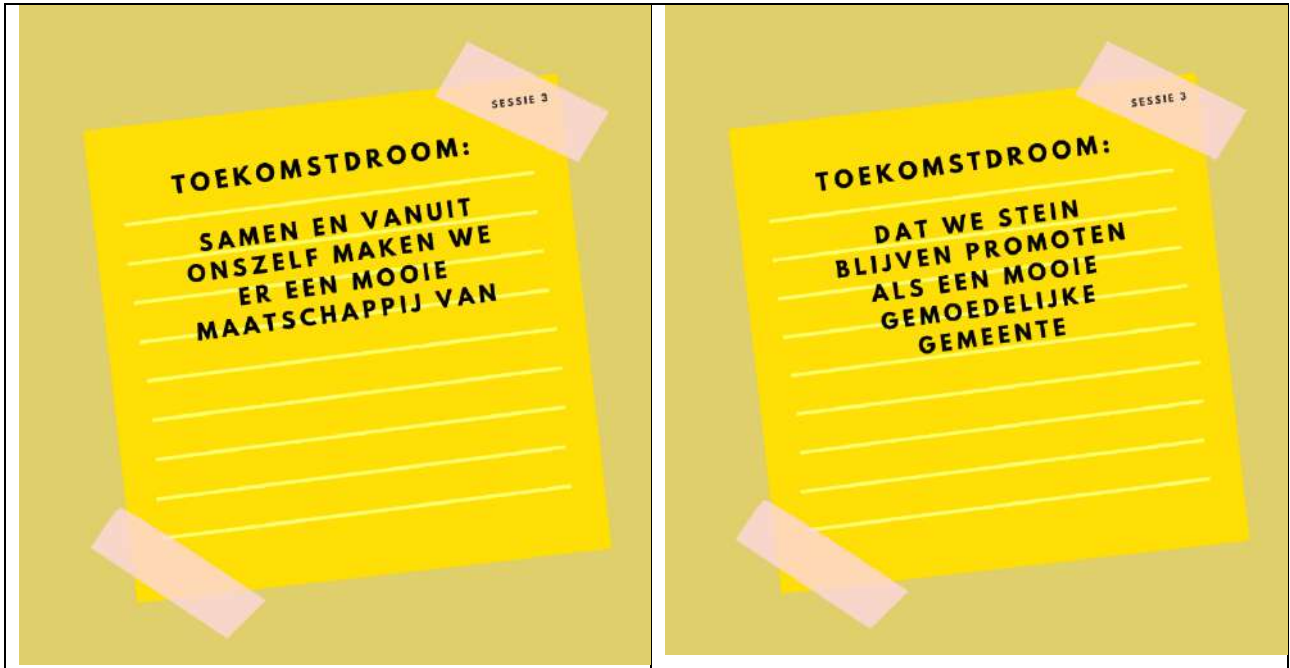 SESSIE 3
TOEKOMSTDROOM:
SAMEN EN VANUIT
ONSZELF MAKEN WE
ER EEN MOOIE
MAATSCHAPPIJ VAN
SESSIE 3
TOEKOMSTDROOM:
DAT WE STEIN
BLIJVEN PROMOTEN
ALS EEN MOOIE
GEMOEDELIJKE
GEMEENTE